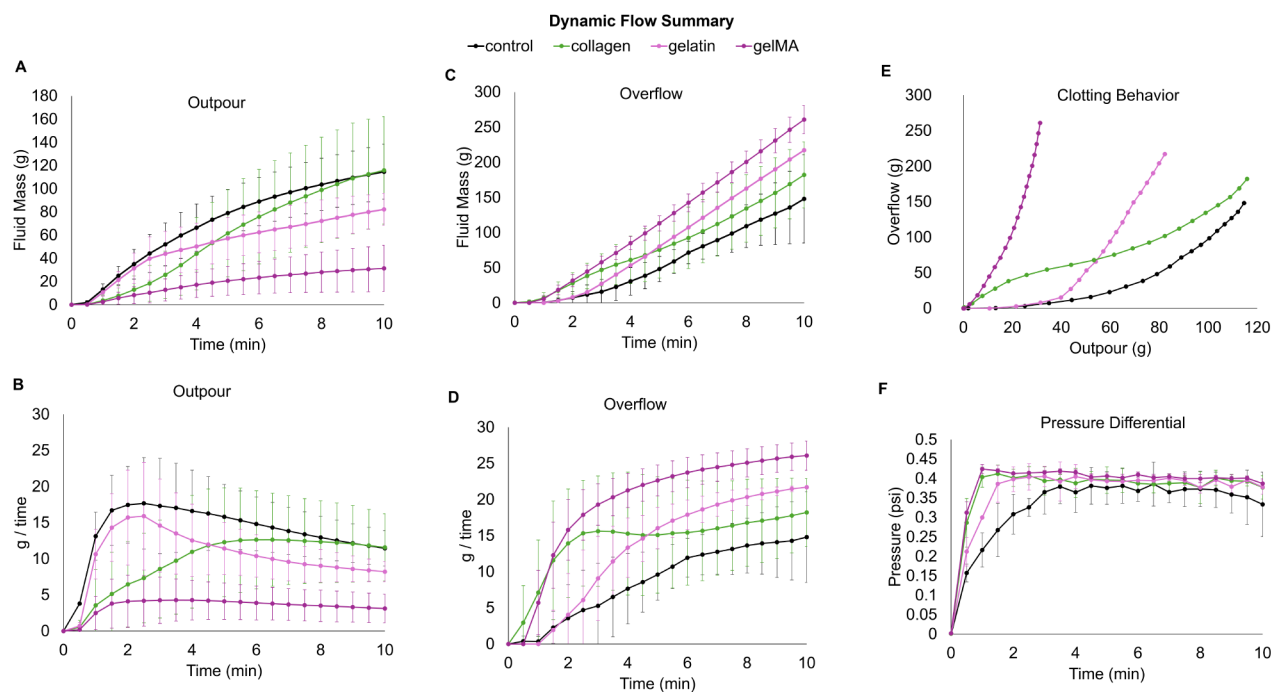 Dynamic Flow Summary
control collagen gelatin gelMA
A
Outpour
Fluid Mass (g)
180
160
140
120
100
80
60
40
20
0
0 2 4 6 8 10
Time (min)
B
Outpour
g / time
30
25
20
15
10
5
0
0 2 4 6 8 10
Time (min)
C
Overflow
Fluid Mass (g)
300
250
200
150
100
50
0
0 2 4 6 8 10
Time (min)
D
Overflow
g / time
30
25
20
15
10
5
0
0 2 4 6 8 10
Time (min)
E
Clotting Behavior
Overflow (g)
300
250
200
150
100
50
0
0 20 40 60 80 100 120
Outpour (g)
F
Pressure Differential
Pressure (psi)
0.5
0.45
0.4
0.35
0.3
0.25
0.2
0.15
0.1
0.05
0
0 2 4 6 8 10
Time (min)